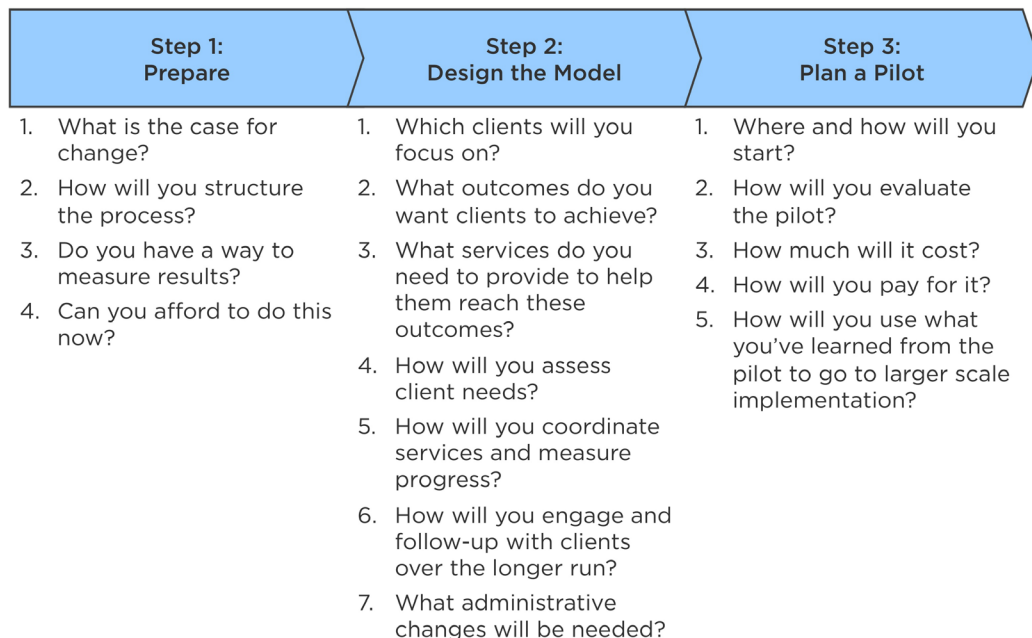 Step 1:
Prepare
1. What is the case for
change?
2. How will you structure
the process?
3. Do you have a way to
measure results?
4. Can you afford to do this
now?
Step 2:
Design the Model
1. Which clients will you
focus on?
2. What outcomes do you
want clients to achieve?
3. What services do you
need to provide to help
them reach these
outcomes?
4. How will you assess
client needs?
5. How will you coordinate
services and measure
progress?
6. How will you engage and
follow-up with clients
over the longer run?
7. What administrative
changes will be needed?
Step 3:
Plan a Pilot
1. Where and how will you
start?
2. How will you evaluate
the pilot?
3. How much will it cost?
4. How will you pay for it?
5. How will you use what
you’ve learned from the
pilot to go to larger scale
implementation?